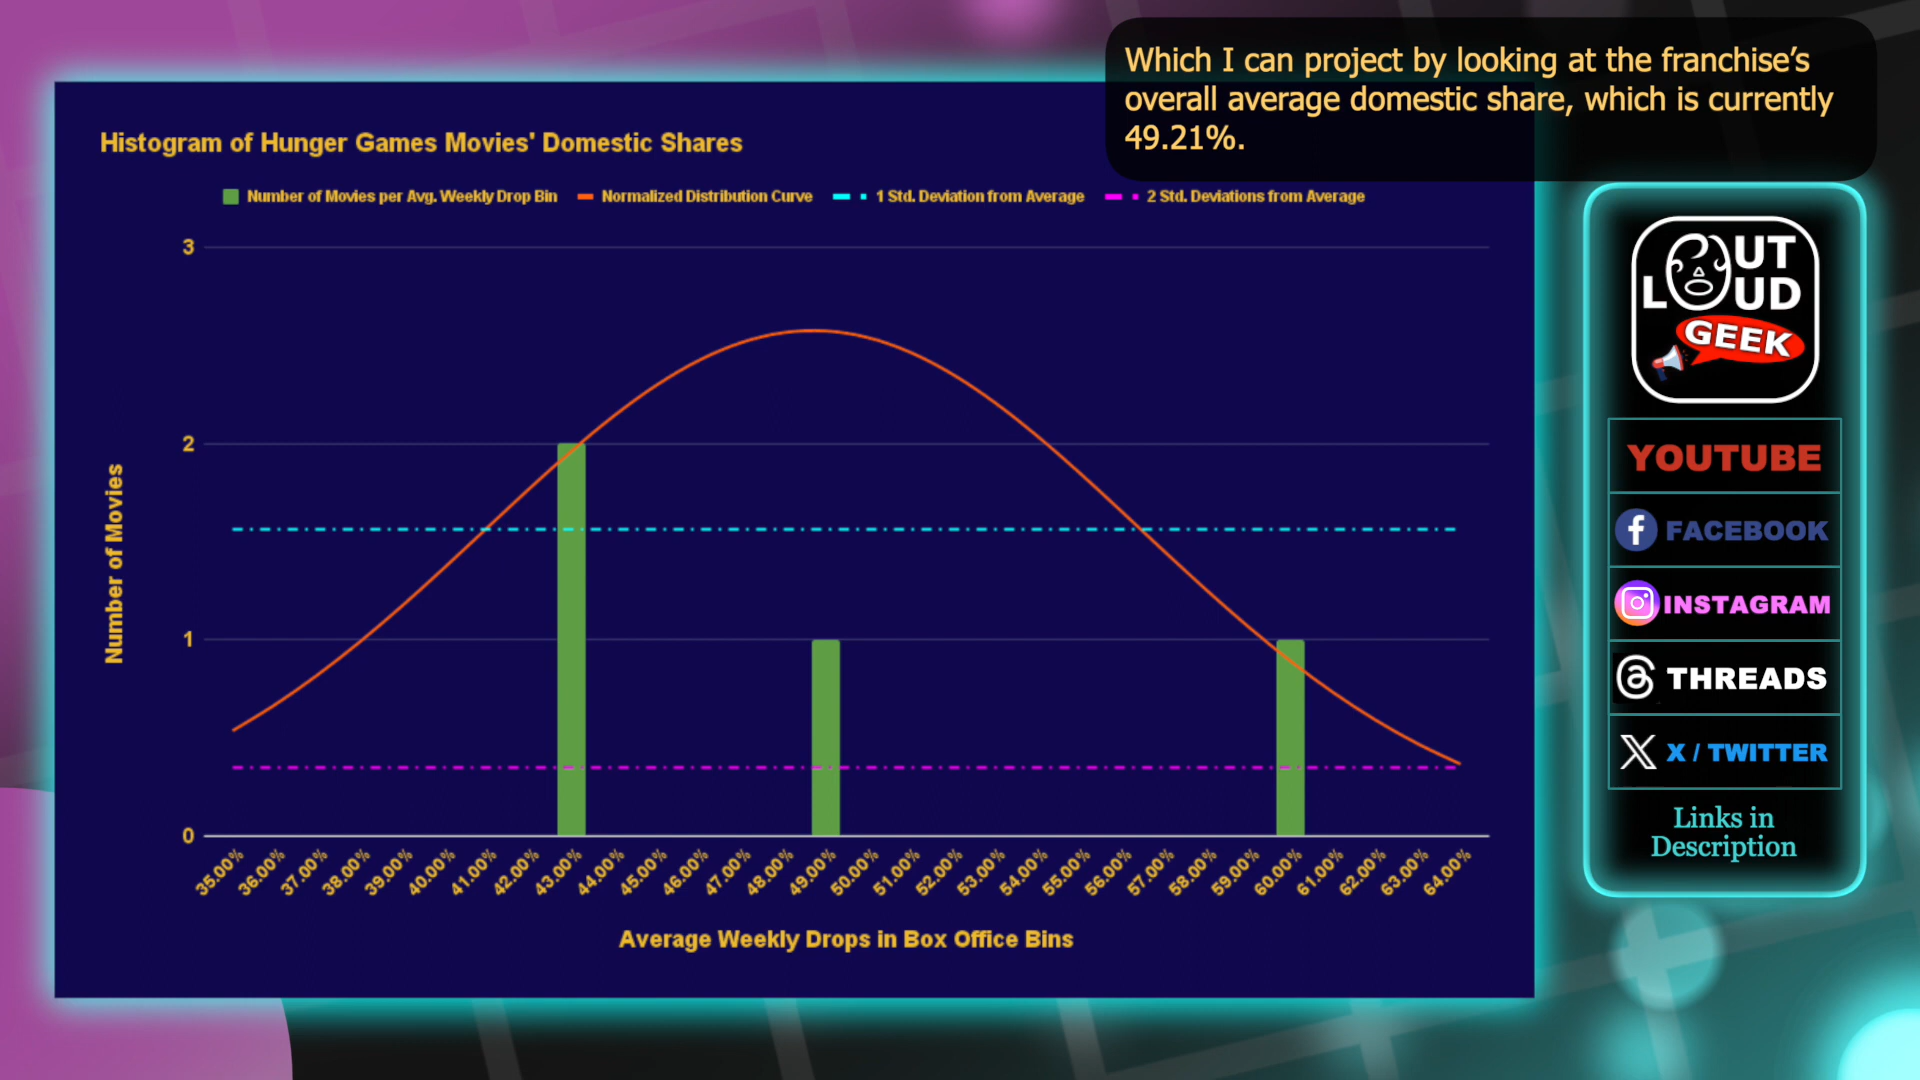 Which I can project by looking at the franchise’s
overall average domestic share, which is currently
49.21%.
Histogram of Hunger Games Movies' Domestic Shares
Number of Movies per Avg. Weekly Drop Bin
Normalized Distribution Curve
1 Std. Deviation from Average
2 Std. Deviations from Average
3
2
1
0
Number of Movies
35.00%
36.00%
37.00%
38.00%
39.00%
40.00%
41.00%
42.00%
43.00%
44.00%
45.00%
46.00%
47.00%
48.00%
49.00%
50.00%
51.00%
52.00%
53.00%
54.00%
55.00%
56.00%
57.00%
58.00%
59.00%
60.00%
61.00%
62.00%
63.00%
64.00%
Average Weekly Drops in Box Office Bins
OUT
LOUD
GEEK
YOUTUBE
FACEBOOK
INSTAGRAM
THREADS
X / TWITTER
Links in
Description